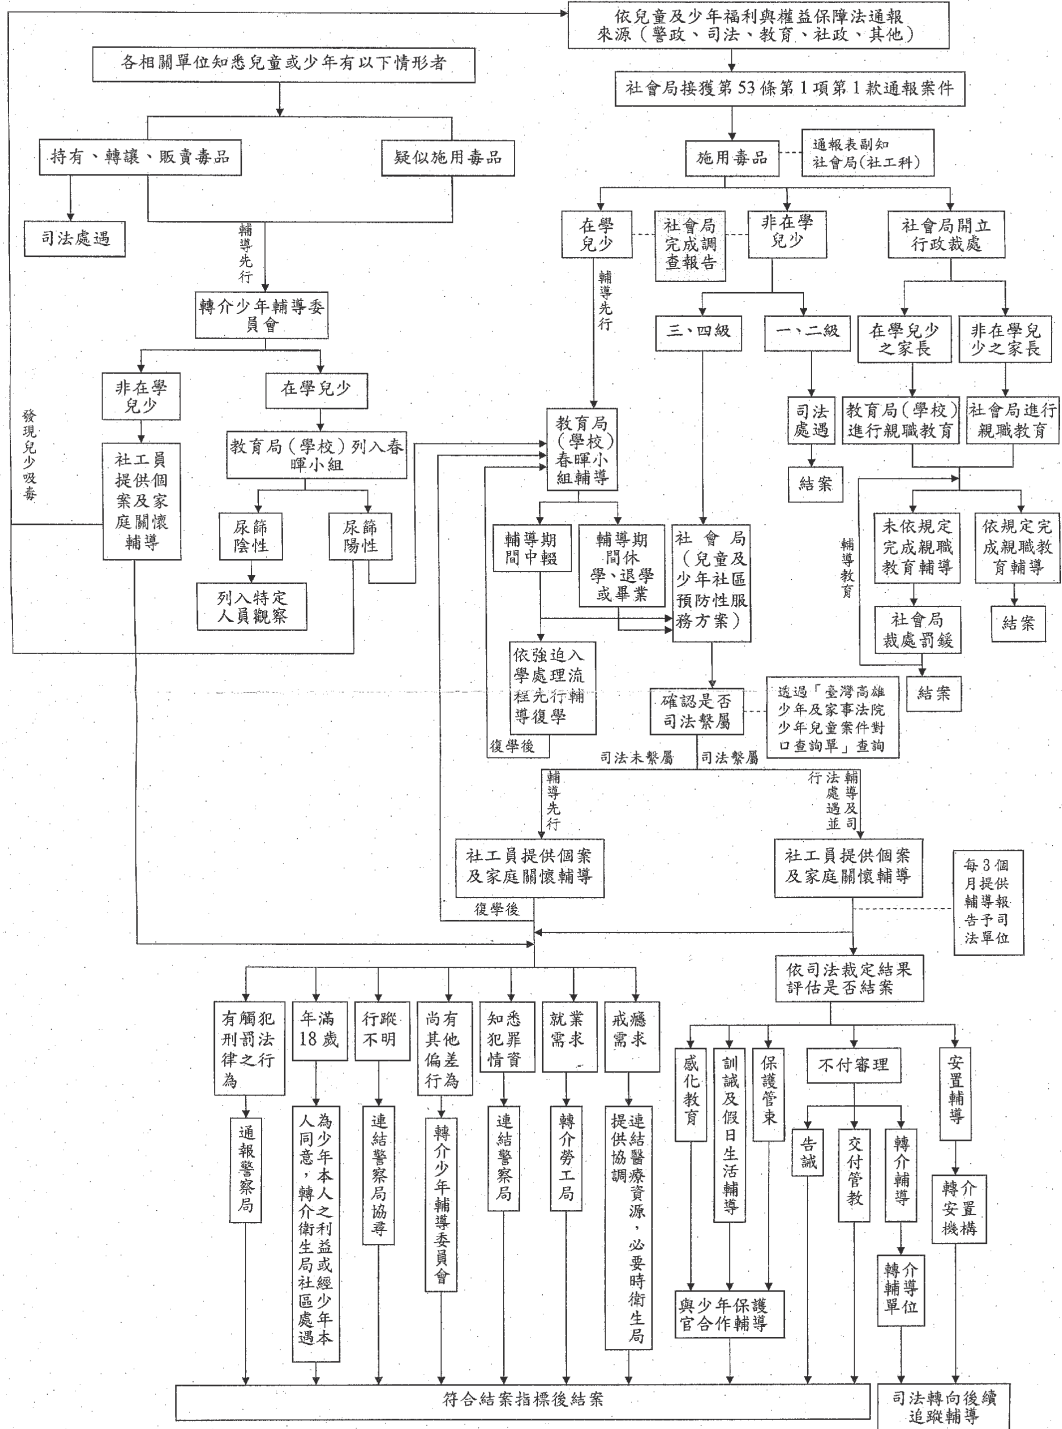 依兒童及少年福利與權益保障法通報
來源（警政、司法、教育、社政、其他）
各相關單位知悉兒童或少年有以下情形者
社會局接獲第53條第1項第1款通報案件
持有、轉讓、販賣毒品
疑似施用毒品
施用毒品
通報表副知
社會局(社工科)
司法處遇
輔導先行
在學
兒少
社會局
完成調
查報告
非在學
兒少
社會局開立
行政裁處
轉介少年輔導委
員會
輔導先行
三、四級
一、二級
在學兒少
之家長
非在學兒
少之家長
非在學
兒少
在學兒少
發現兒少吸毒
教育局
（學校）
春暉小
組輔導
司法
處遇
教育局（學校）
進行親職教育
社會局進行
親職教育
社工員
提供個
案及家
庭關懷
輔導
教育局（學校）列入春
暉小組
結案
尿篩
陰性
尿篩
陽性
輔導期
間中輟
輔導期
間休
學、退學
或畢業
社會局
（兒童及
少年社區
預防性服
務方案）
輔導教育
未依規定
完成親職
教育輔導
依規定完
成親職教
育輔導
列入特定
人員觀察
社會局
裁處罰鍰
結案
依強迫入
學處理流
程先行輔
導復學
復學後
確認是否
司法繫屬
透過「臺灣高雄
少年及家事法院
少年兒童案件對
口查詢單」查詢
結案
司法未繫屬
司法繫屬
輔導先行
輔導及司
法處遇並
行
社工員提供個案
及家庭關懷輔導
社工員提供個案
及家庭關懷輔導
每3個
月提供
輔導報
告予司
法單位
復學後
依司法裁定結果
評估是否結案
有觸犯
刑罰法
律之行
為
年滿
18歲
行蹤
不明
尚有
其他
偏差
行為
知悉
犯罪
情資
就業
需求
戒癮
需求
感化教育
訓誡及假日生活輔導
保護管束
不付審理
安置輔導
通報警察局
為少年本人之利益或經少年本
人同意，轉介衛生局社區處遇
連結警察局協尋
轉介少年輔導委員會
連結警察局
轉介勞工局
連結醫療資源，必要時衛生局
提供協調
告誡
交付管教
轉介輔導
轉介
安置
機構
轉介
輔導
單位
與少年保護
官合作輔導
符合結案指標後結案
司法轉向後續
追蹤輔導